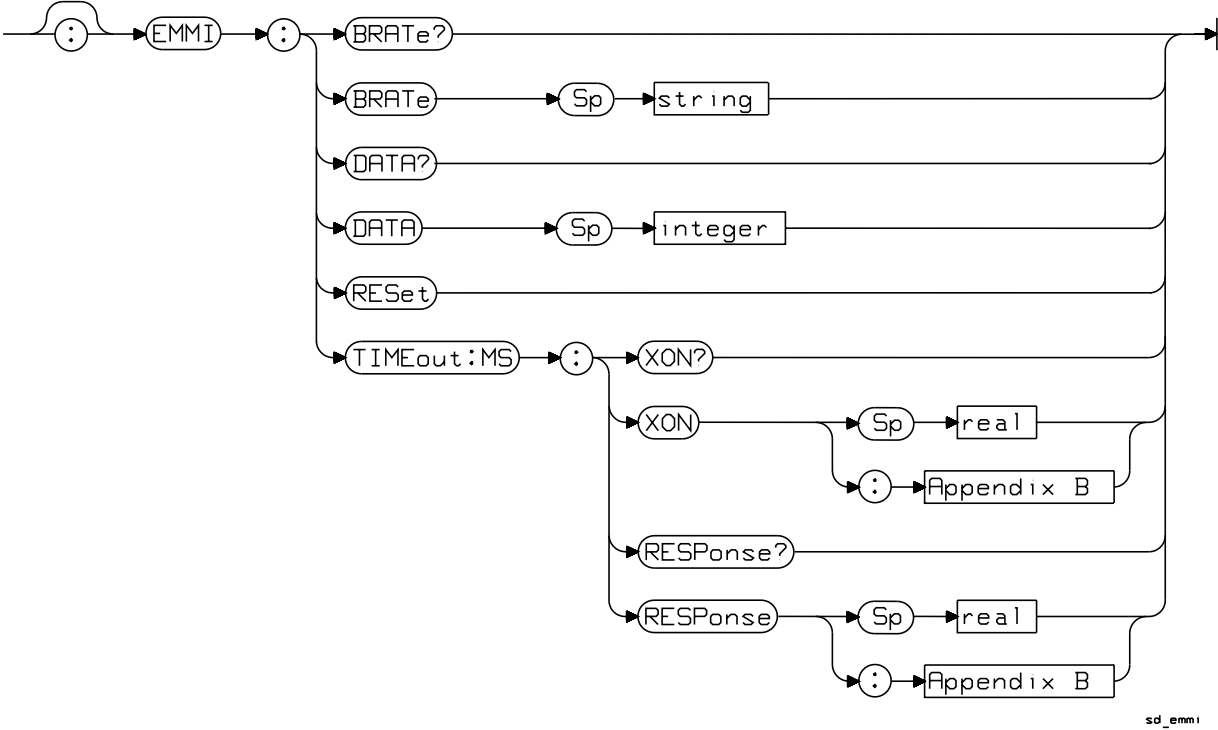 : EMMI : BRATe?
BRATe Sp string
DATA?
DATA Sp integer
RESet
TIMEout:MS : XON?
XON Sp real
: Appendix B
RESPonse?
RESPonse Sp real
: Appendix B
sd_emmi